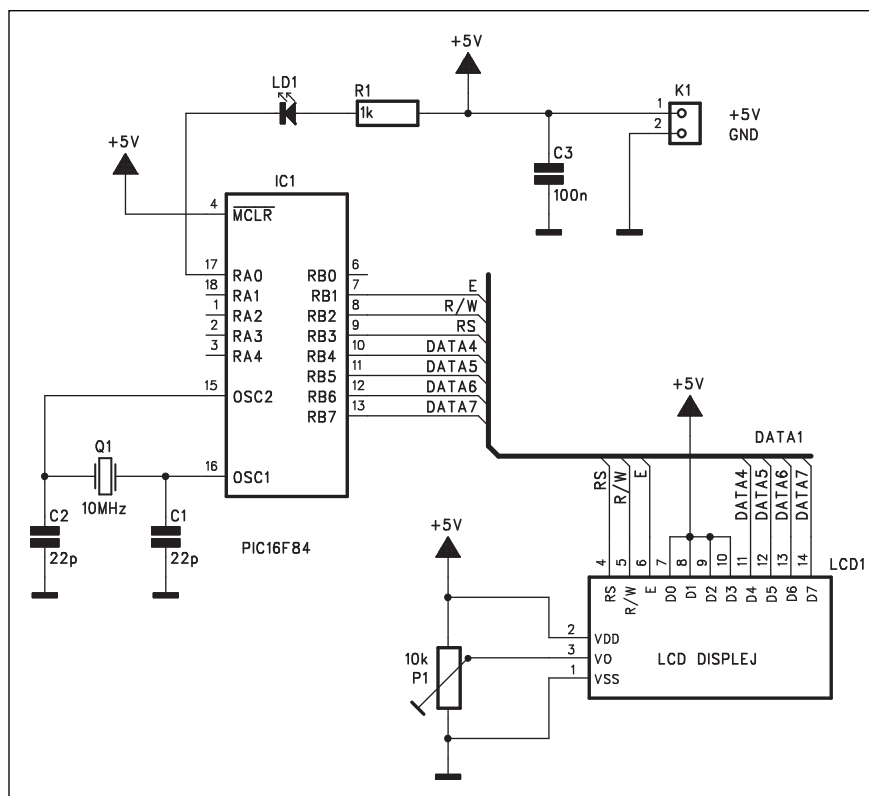 +5V
LD1
R1
1k
K1
1
2
+5V
GND
+5V
C3
100n
IC1
4
MCLR
17
RA0
RB0
6
18
RA1
RB1
7
E
1
RA2
RB2
8
R/W
2
RA3
RB3
9
RS
3
RA4
RB4
10
DATA4
RB5
11
DATA5
15
OSC2
RB6
12
DATA6
RB7
13
DATA7
+5V
DATA1
Q1
16
OSC1
10MHz
RS
R/W
E
DATA4
DATA5
DATA6
DATA7
C2
22p
C1
22p
PIC16F84
+5V
4
5
6
7
8
9
10
11
12
13
14
LCD1
RS
R/W
E
D0
D1
D2
D3
D4
D5
D6
D7
2
VDD
10k
P1
3
VO
LCD DISPLEJ
1
VSS